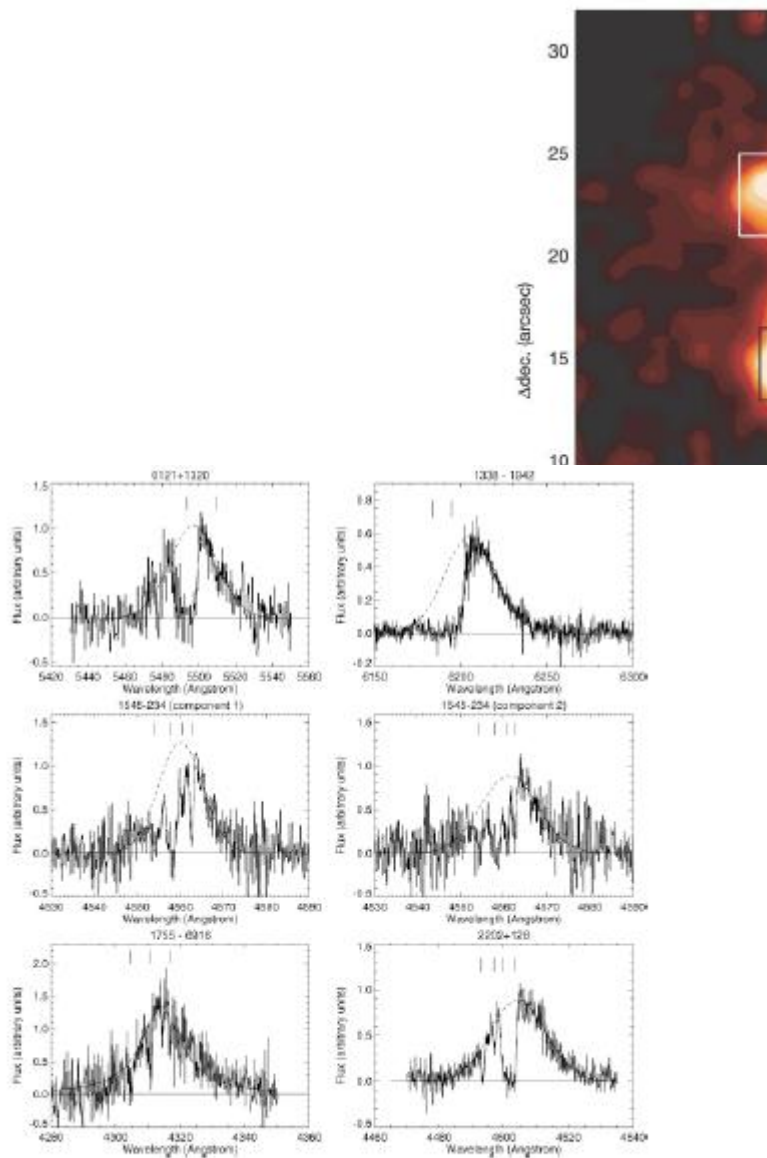 30
25
20
15
10
Δdec. (arcsec)
0121+1320
Flux (arbitrary units)
1.5
1.0
0.5
0.0
-0.5
5420 5440 5460 5480 5500 5520 5540 5560
Wavelength (Angstrom)
1338 - 1942
Flux (arbitrary units)
0.8
0.6
0.4
0.2
0.0
-0.2
6150 6200 6250 6300
Wavelength (Angstrom)
(component 1)
Flux (arbitrary units)
1.5
1.0
0.5
0.0
-0.5
4530 4540 4550 4560 4570 4580 4590
Wavelength (Angstrom)
(component 2)
Flux (arbitrary units)
1.5
1.0
0.5
0.0
-0.5
4530 4540 4550 4560 4570 4580 4590
Wavelength (Angstrom)
1755 - 6916
Flux (arbitrary units)
2.0
1.5
1.0
0.5
0.0
4280 4300 4320 4340 4360
Wavelength (Angstrom)
2202+128
Flux (arbitrary units)
1.5
1.0
0.5
0.0
-0.5
4460 4480 4500 4520 4540
Wavelength (Angstrom)